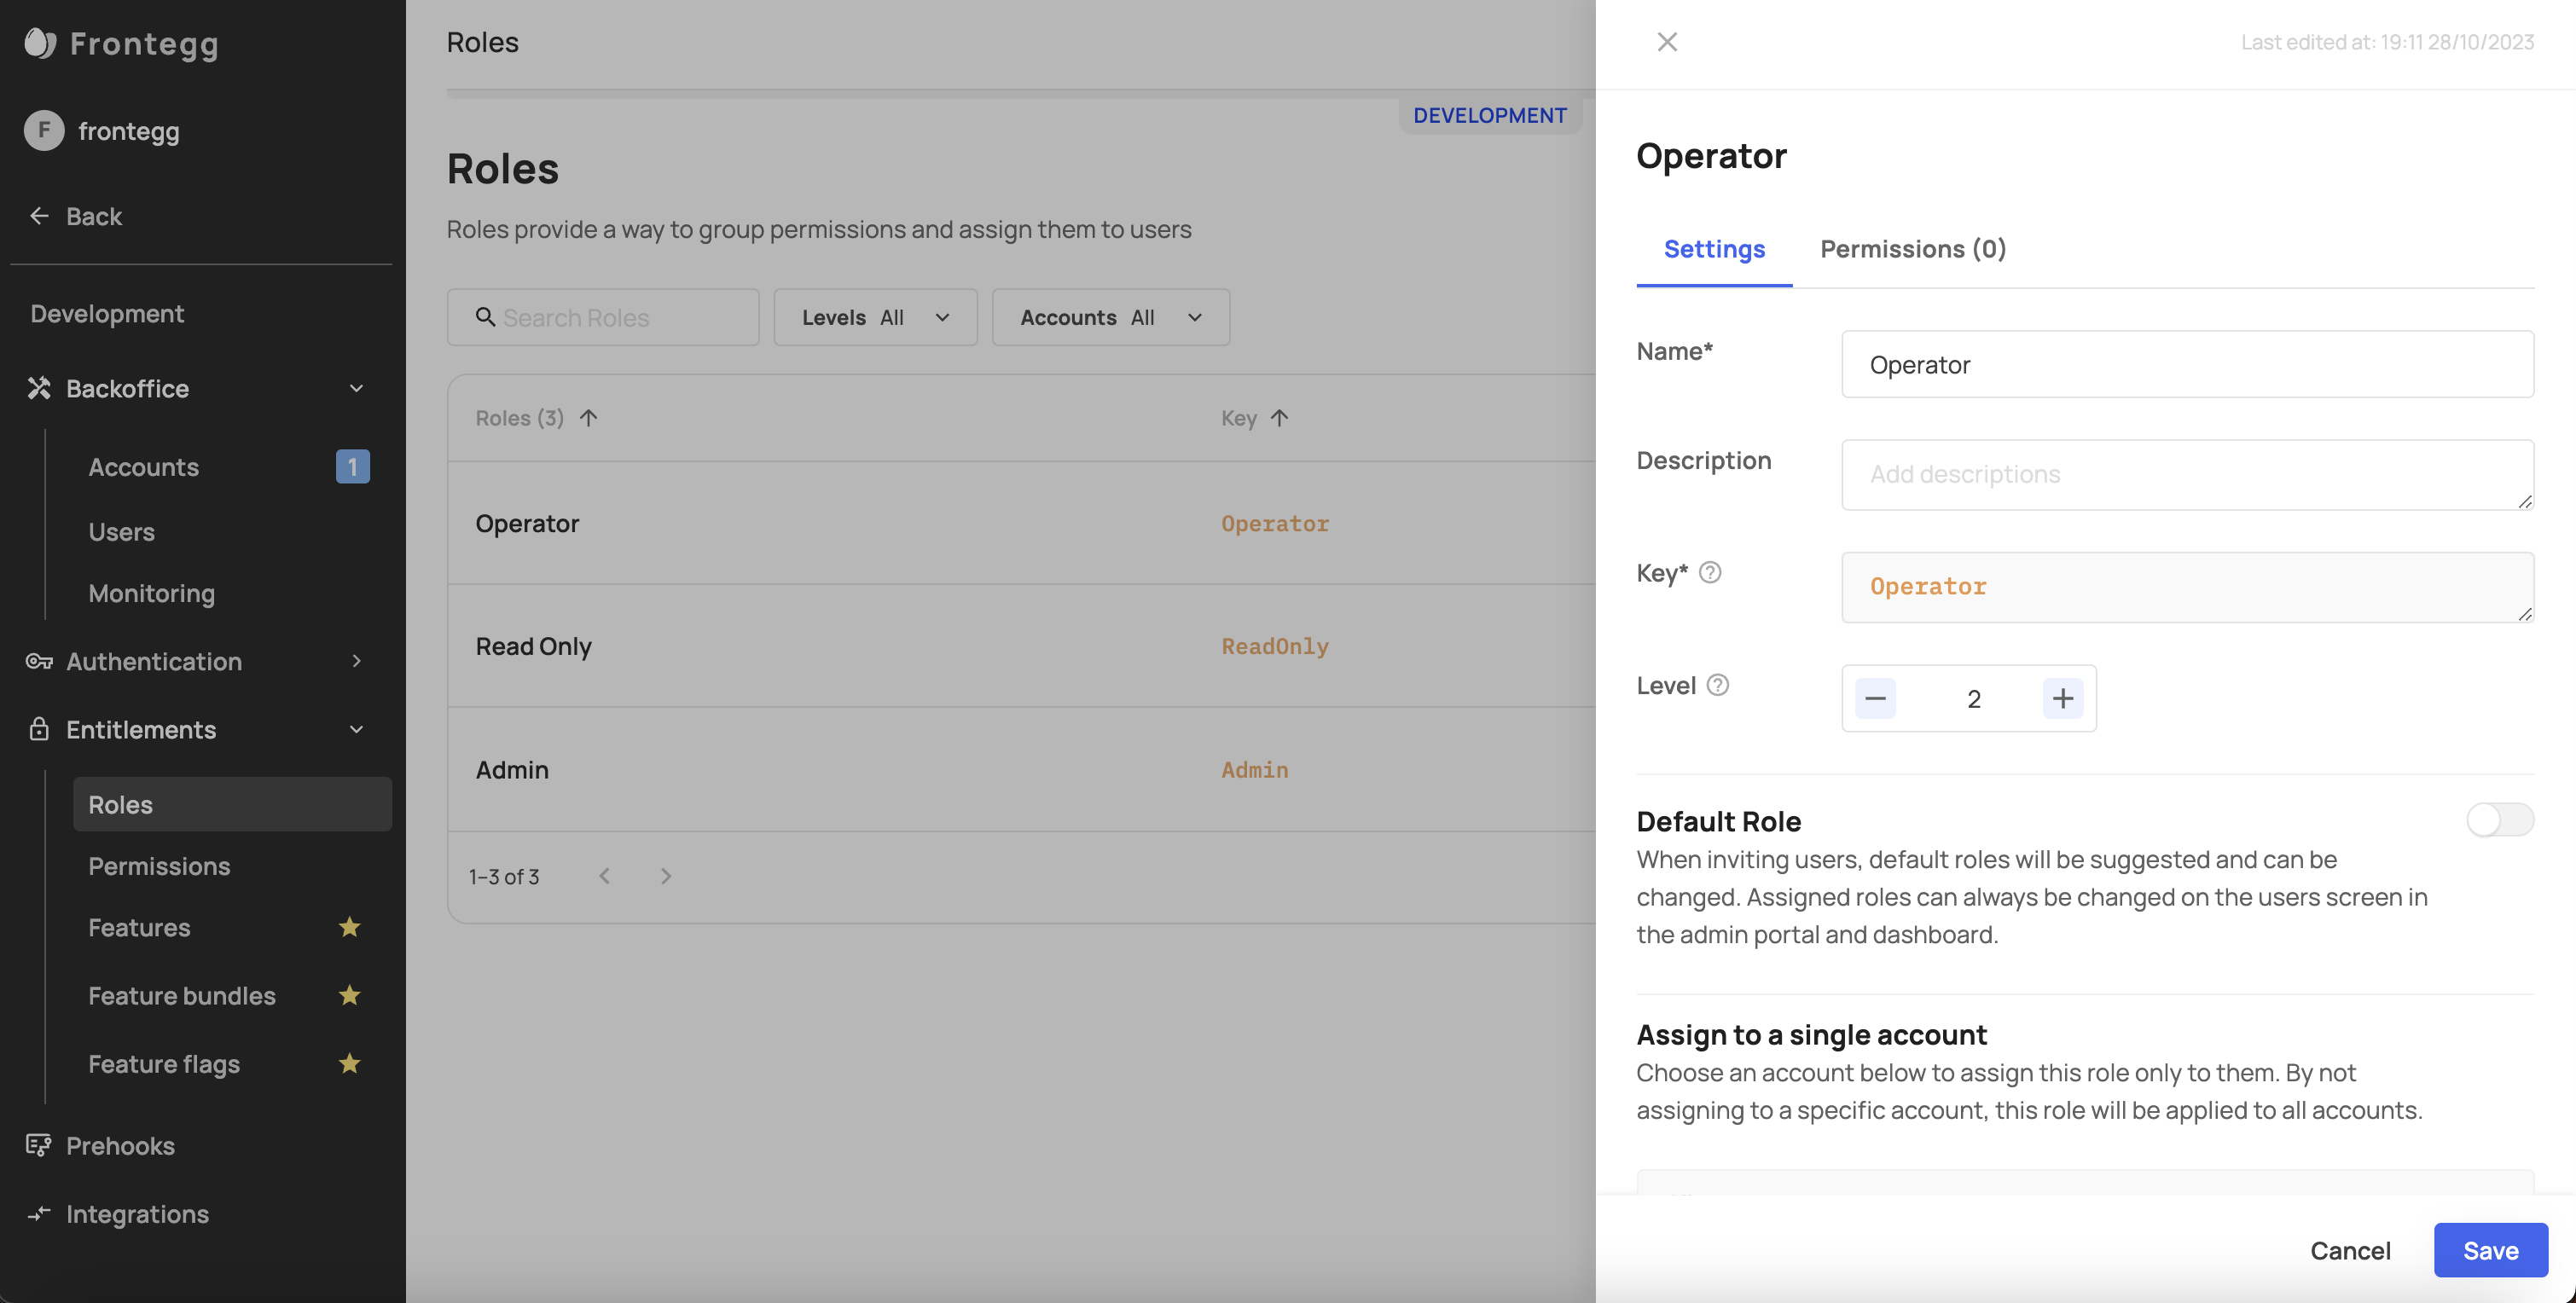 Frontegg
F frontegg
Back
Development
Backoffice
Accounts 1
Users
Monitoring
Authentication
Entitlements
Roles
Permissions
Features
Feature bundles
Feature flags
Prehooks
Integrations
Roles
DEVELOPMENT
Roles
Roles provide a way to group permissions and assign them to users
Search Roles
Levels All
Accounts All
Roles (3) Key
Operator Operator
Read Only ReadOnly
Admin Admin
1–3 of 3
Last edited at: 19:11 28/10/2023
Operator
Settings Permissions (0)
Name* Operator
Description Add descriptions
Key* Operator
Level 2
Default Role
When inviting users, default roles will be suggested and can be
changed. Assigned roles can always be changed on the users screen in
the admin portal and dashboard.
Assign to a single account
Choose an account below to assign this role only to them. By not
assigning to a specific account, this role will be applied to all accounts.
Cancel Save